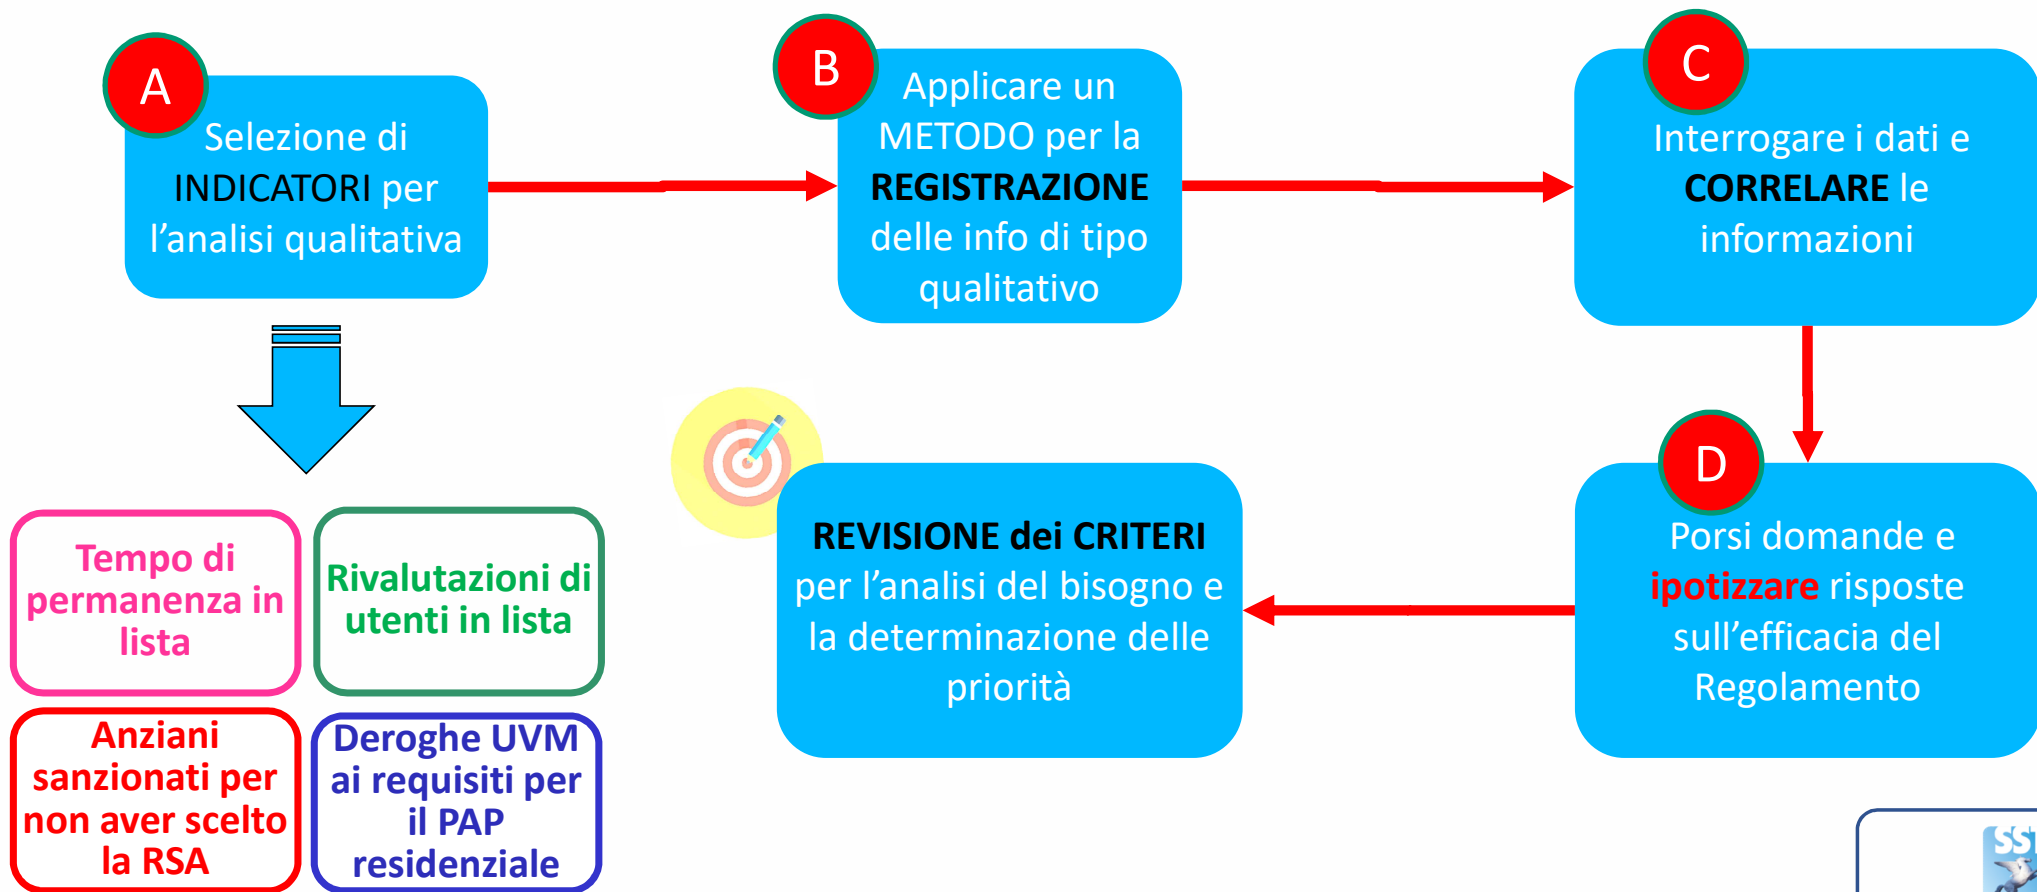 A
Selezione di
INDICATORI per
l’analisi qualitativa
B
Applicare un
METODO per la
REGISTRAZIONE
delle info di tipo
qualitativo
C
Interrogare i dati e
CORRELARE le
informazioni
D
Porsi domande e
ipotizzare risposte
sull’efficacia del
Regolamento
REVISIONE dei CRITERI
per l’analisi del bisogno e
la determinazione delle
priorità
Tempo di
permanenza in
lista
Rivalutazioni di
utenti in lista
Anziani
sanzionati per
non aver scelto
la RSA
Deroghe UVM
ai requisiti per
il PAP
residenziale